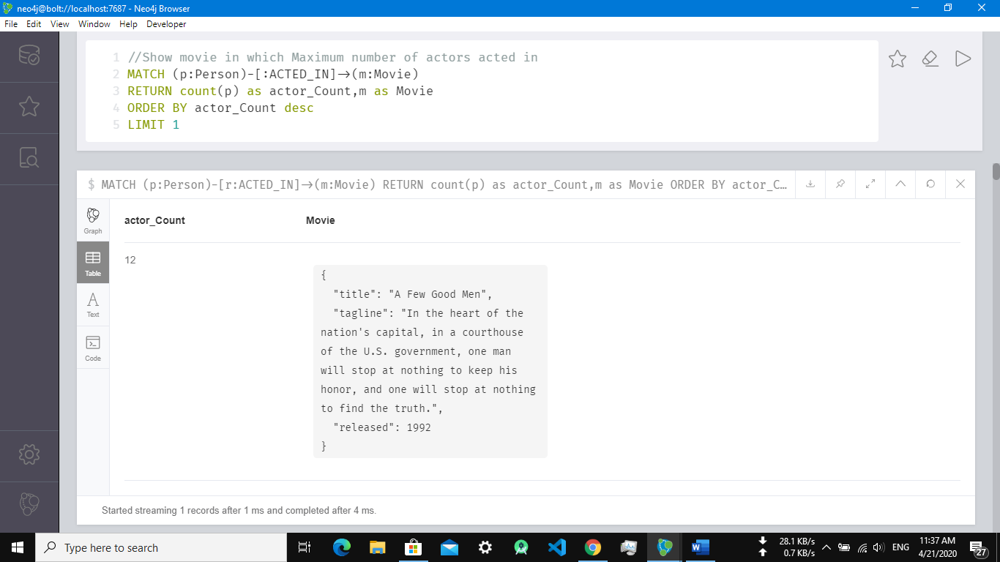 neo4j@bolt://localhost:7687 - Neo4j Browser
File Edit View Window Help Developer
1 //Show movie in which Maximum number of actors acted in
2 MATCH (p:Person)-[:ACTED_IN]->(m:Movie)
3 RETURN count(p) as actor_Count,m as Movie
4 ORDER BY actor_Count desc
5 LIMIT 1
$ MATCH (p:Person)-[r:ACTED_IN]->(m:Movie) RETURN count(p) as actor_Count,m as Movie ORDER BY actor_C…
Graph
Table
Text
Code
actor_Count Movie
12
{
"title": "A Few Good Men",
"tagline": "In the heart of the
nation's capital, in a courthouse
of the U.S. government, one man
will stop at nothing to keep his
honor, and one will stop at nothing
to find the truth.",
"released": 1992
}
Started streaming 1 records after 1 ms and completed after 4 ms.
Type here to search
28.1 KB/s
0.7 KB/s
ENG
11:37 AM
4/21/2020
27